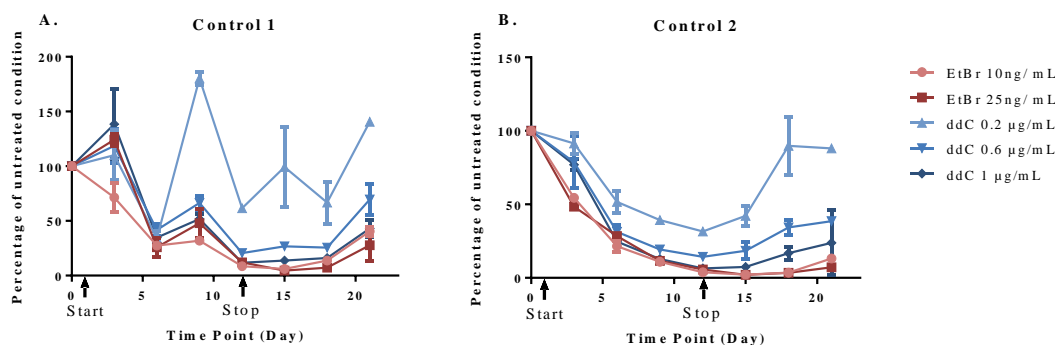 A.
Control 1
Percentage of untreated condition
200
150
100
50
0
0 5 10 15 20
Start Stop
Time Point (Day)
B.
Control 2
Percentage of untreated condition
150
100
50
0
0 5 10 15 20
Start Stop
Time Point (Day)
EtBr 10ng/mL
EtBr 25ng/mL
ddC 0.2 µg/mL
ddC 0.6 µg/mL
ddC 1 µg/mL